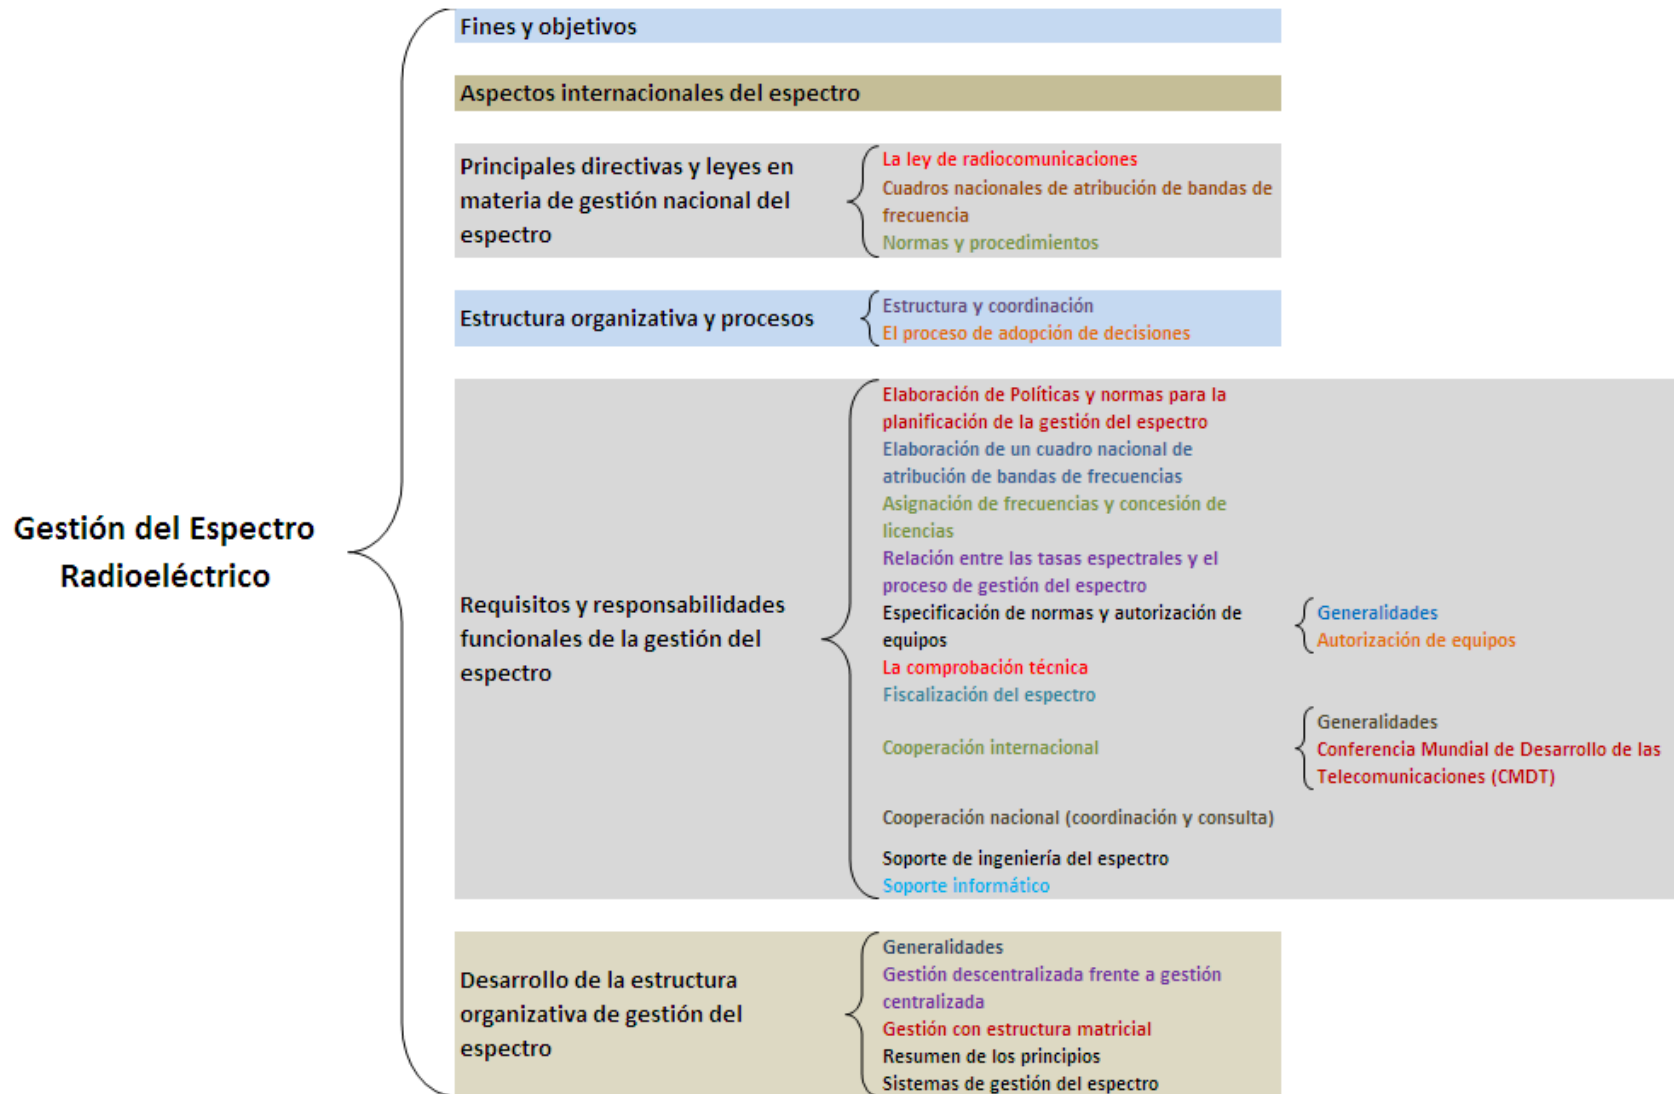 Gestión del Espectro
Radioeléctrico
Fines y objetivos
Aspectos internacionales del espectro
Principales directivas y leyes en
materia de gestión nacional del
espectro
La ley de radiocomunicaciones
Cuadros nacionales de atribución de bandas de
frecuencia
Normas y procedimientos
Estructura organizativa y procesos
Estructura y coordinación
El proceso de adopción de decisiones
Requisitos y responsabilidades
funcionales de la gestión del
espectro
Elaboración de Políticas y normas para la
planificación de la gestión del espectro
Elaboración de un cuadro nacional de
atribución de bandas de frecuencias
Asignación de frecuencias y concesión de
licencias
Relación entre las tasas espectrales y el
proceso de gestión del espectro
Especificación de normas y autorización de
equipos
Generalidades
Autorización de equipos
La comprobación técnica
Fiscalización del espectro
Cooperación internacional
Generalidades
Conferencia Mundial de Desarrollo de las
Telecomunicaciones (CMDT)
Cooperación nacional (coordinación y consulta)
Soporte de ingeniería del espectro
Soporte informático
Desarrollo de la estructura
organizativa de gestión del
espectro
Generalidades
Gestión descentralizada frente a gestión
centralizada
Gestión con estructura matricial
Resumen de los principios
Sistemas de gestión del espectro